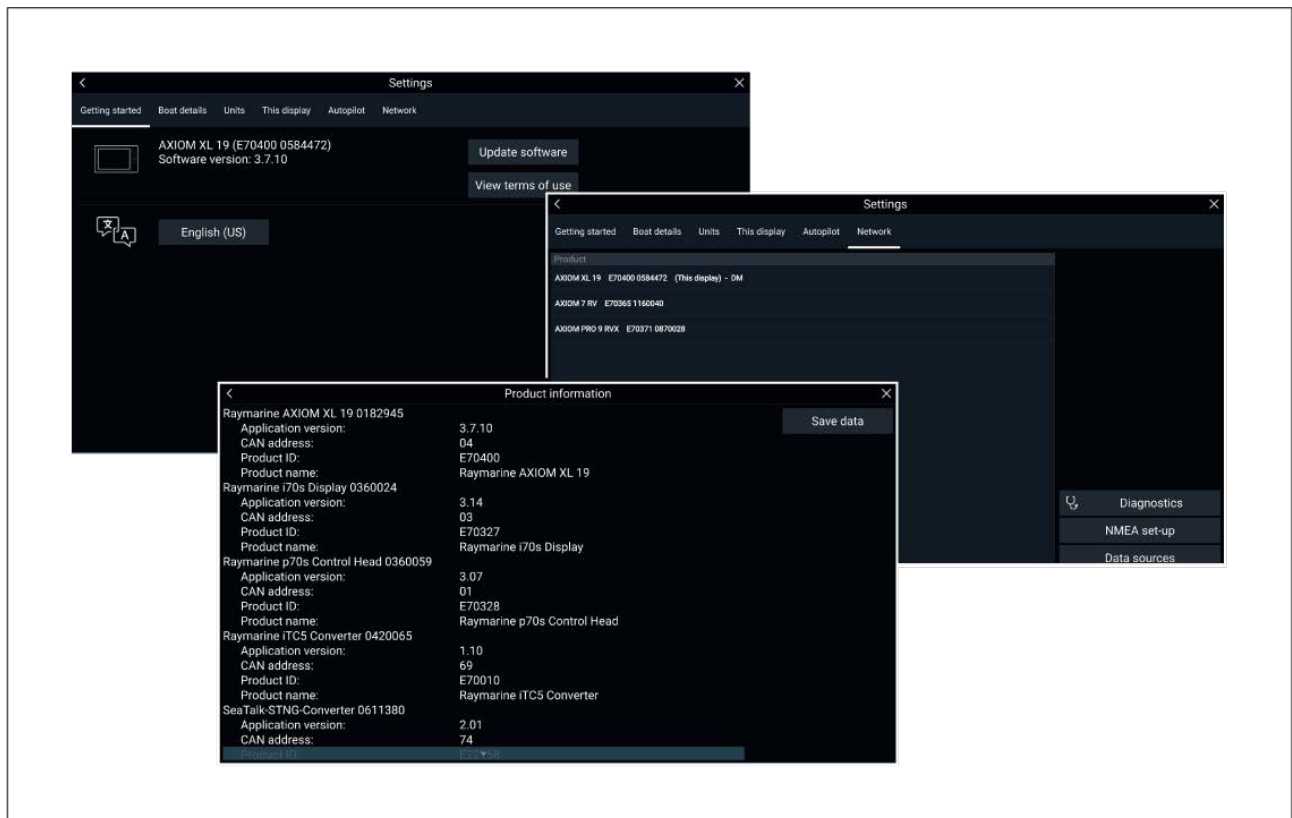 Settings
Getting started Boat details Units This display Autopilot Network
AXIOM XL 19 (E70400 0584472)
Software version: 3.7.10
Update software
View terms of use
English (US)
Settings
Getting started Boat details Units This display Autopilot Network
Product
AXIOM XL 19 E70400 0584472 (This display) - DM
AXIOM 7 RV E70365 1160040
AXIOM PRO 9 RVX E70371 0870028
Diagnostics
NMEA set-up
Data sources
Product information
Save data
Raymarine AXIOM XL 19 0182945
Application version: 3.7.10
CAN address: 04
Product ID: E70400
Product name: Raymarine AXIOM XL 19
Raymarine i70s Display 0360024
Application version: 3.14
CAN address: 03
Product ID: E70327
Product name: Raymarine i70s Display
Raymarine p70s Control Head 0360059
Application version: 3.07
CAN address: 01
Product ID: E70328
Product name: Raymarine p70s Control Head
Raymarine iTC5 Converter 0420065
Application version: 1.10
CAN address: 69
Product ID: E70010
Product name: Raymarine iTC5 Converter
SeaTalk-STNG-Converter 0611380
Application version: 2.01
CAN address: 74
Product ID: